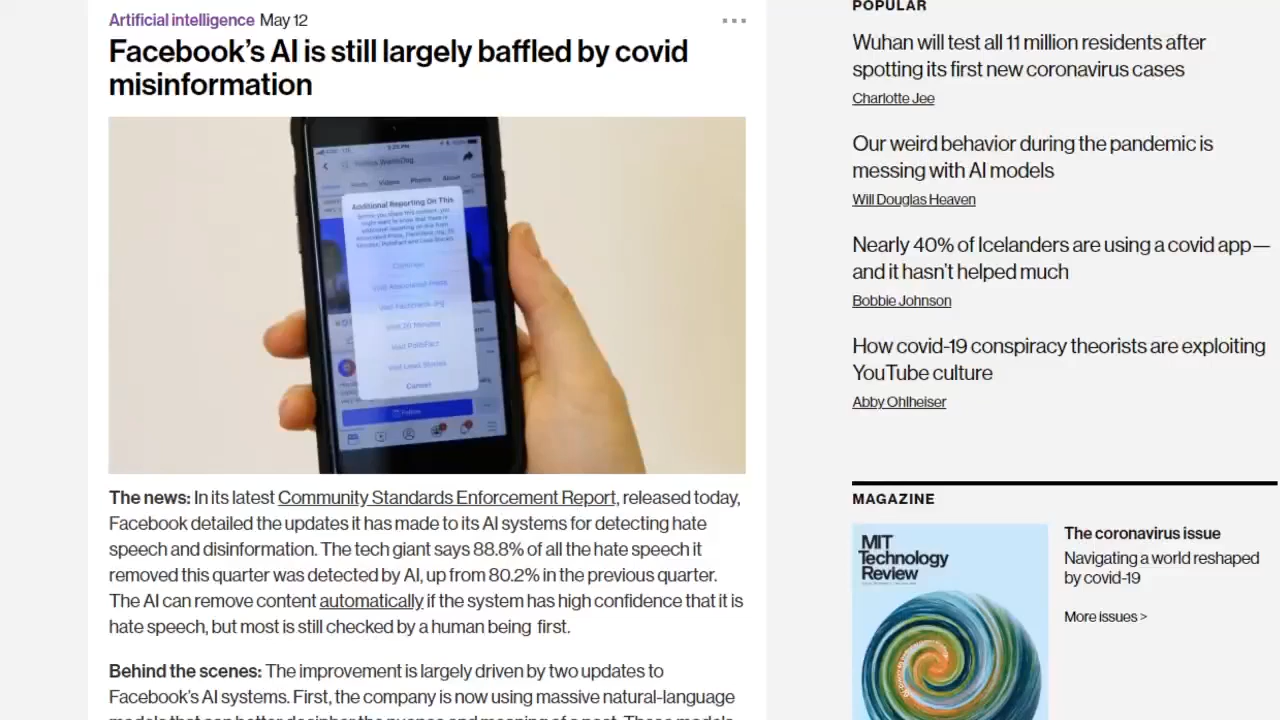 Artificial intelligence May 12
Facebook's AI is still largely baffled by covid
misinformation
Additional Reporting On This
Cancel
The news: In its latest Community Standards Enforcement Report, released today,
Facebook detailed the updates it has made to its AI systems for detecting hate
speech and disinformation. The tech giant says 88.8% of all the hate speech it
removed this quarter was detected by AI, up from 80.2% in the previous quarter.
The AI can remove content automatically if the system has high confidence that it is
hate speech, but most is still checked by a human being first.
Behind the scenes: The improvement is largely driven by two updates to
Facebook's AI systems. First, the company is now using massive natural-language
POPULAR
Wuhan will test all 11 million residents after
spotting its first new coronavirus cases
Charlotte Jee
Our weird behavior during the pandemic is
messing with AI models
Will Douglas Heaven
Nearly 40% of Icelanders are using a covid app—
and it hasn't helped much
Bobbie Johnson
How covid-19 conspiracy theorists are exploiting
YouTube culture
Abby Ohlheiser
MAGAZINE
MIT
Technology
Review
The coronavirus issue
Navigating a world reshaped
by covid-19
More issues >